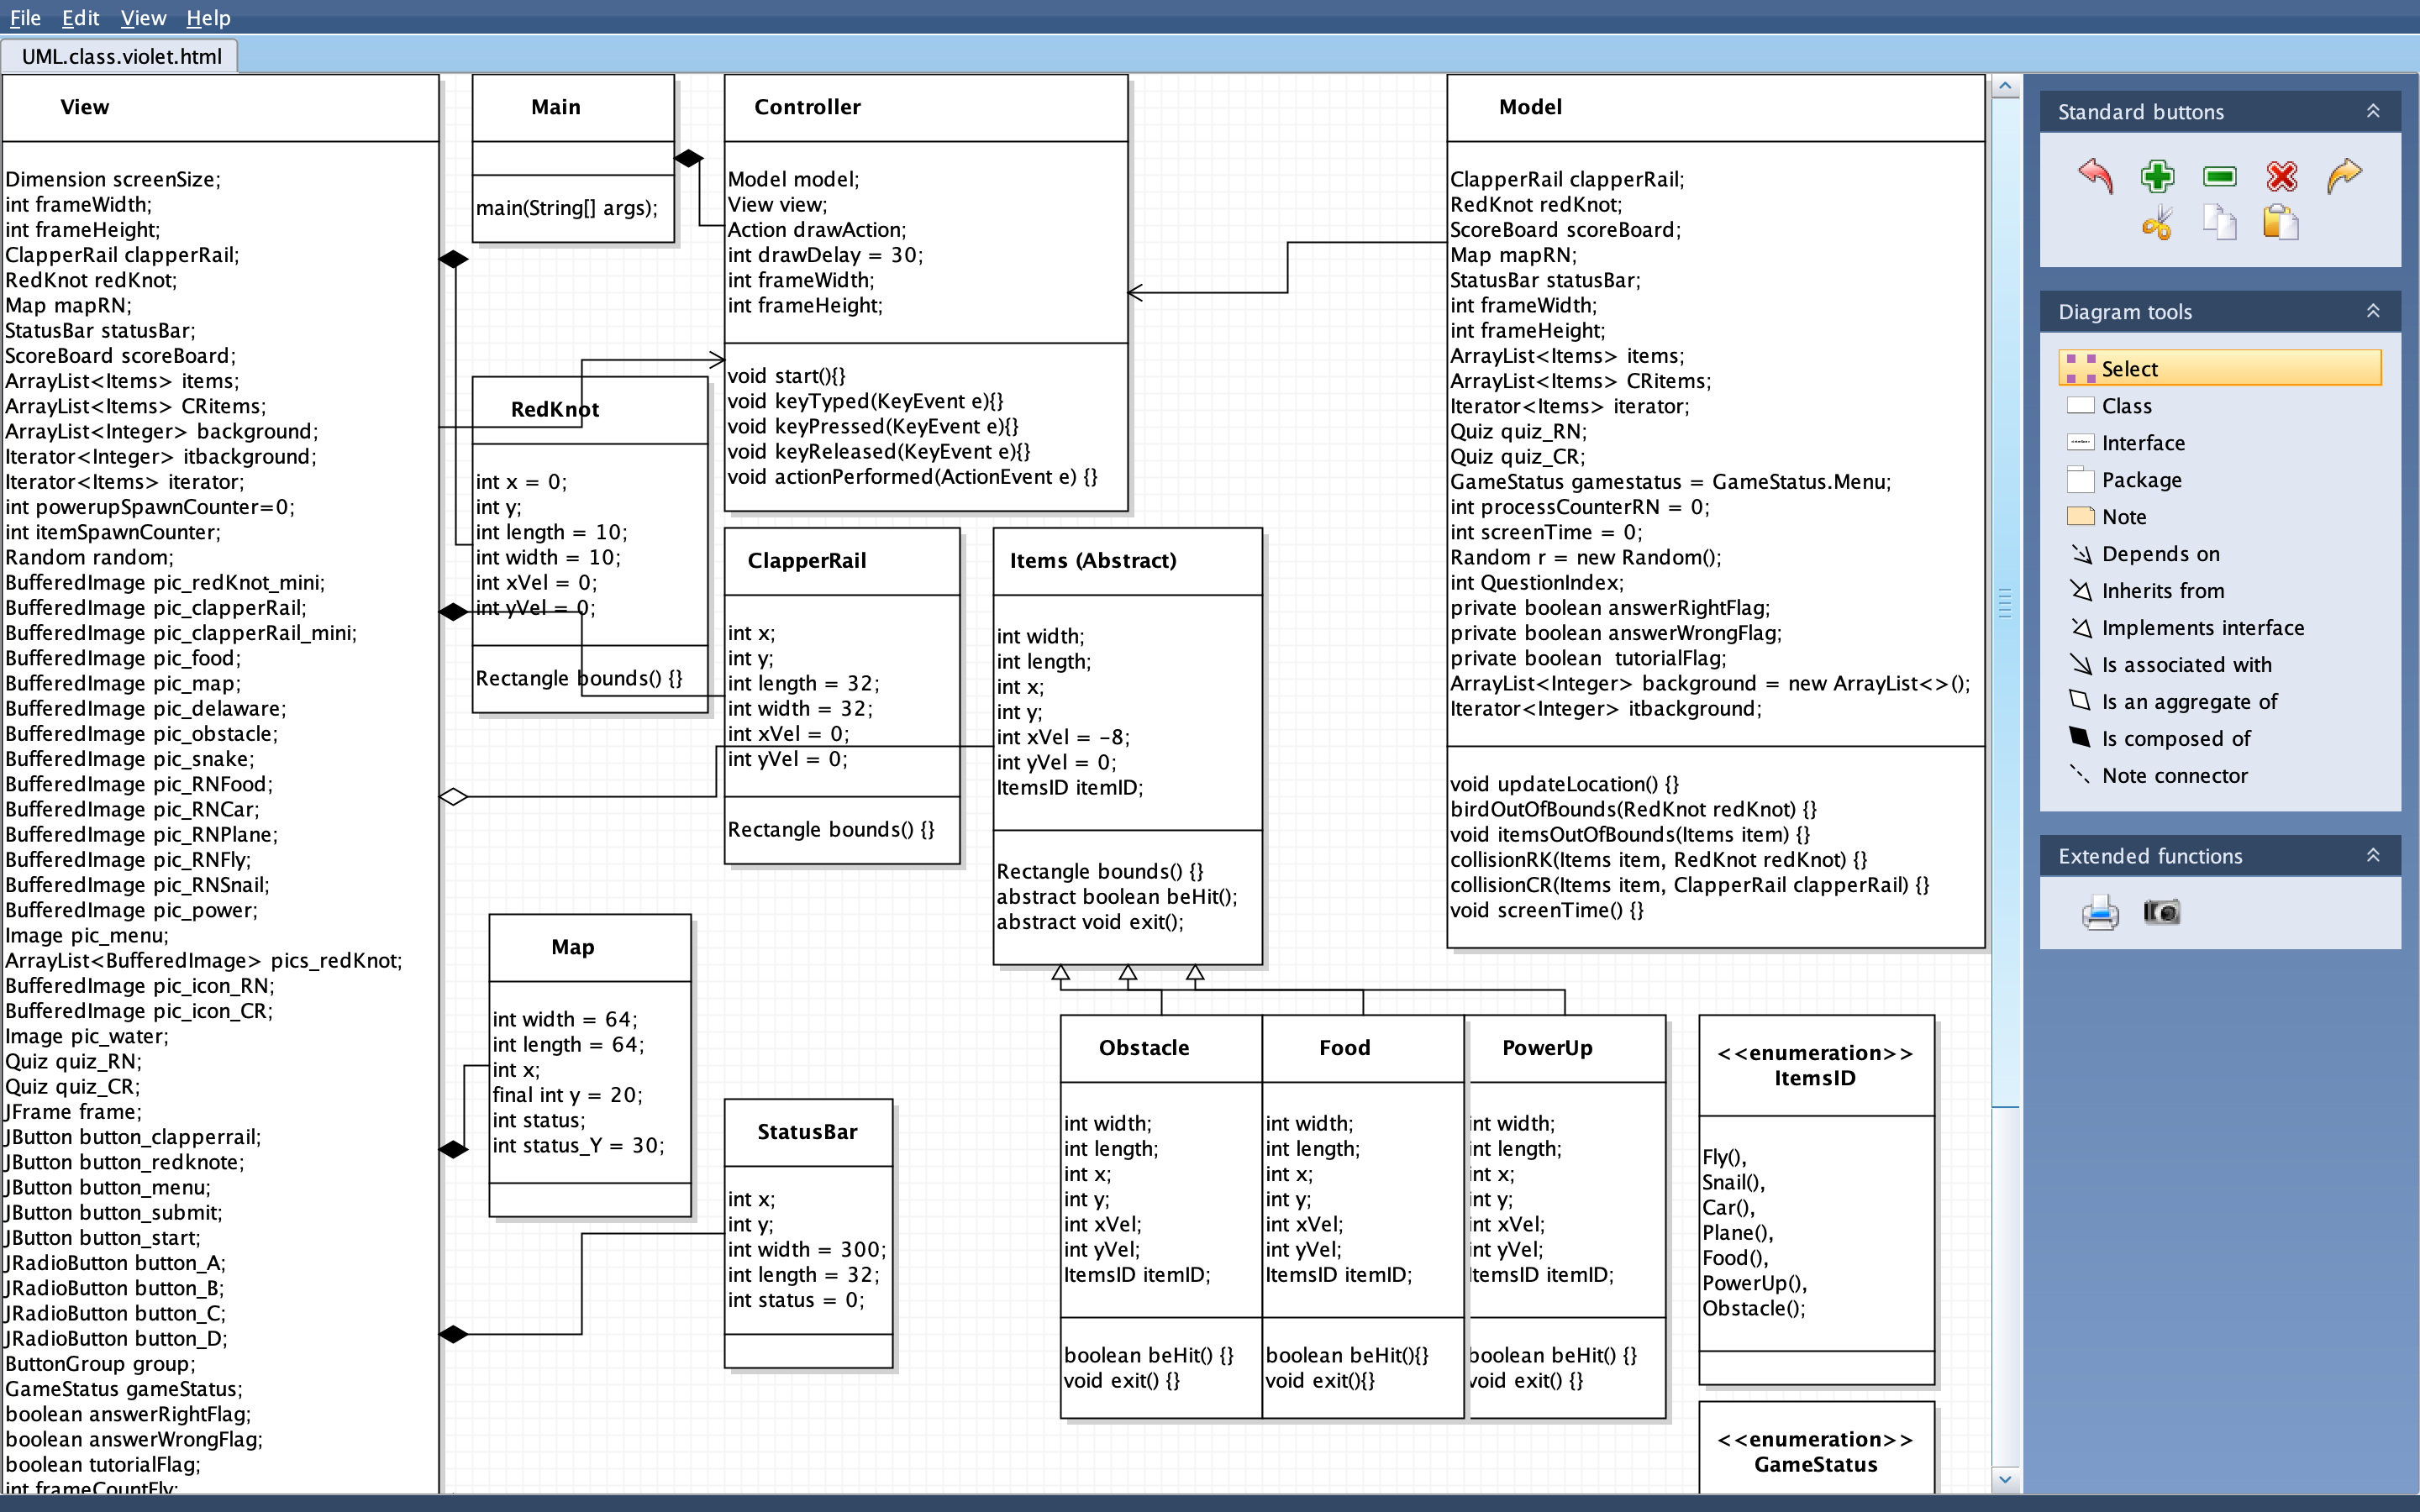 File Edit View Help
UML.class.violet.html
View
Dimension screenSize;
int frameWidth;
int frameHeight;
ClapperRail clapperRail;
RedKnot redKnot;
Map mapRN;
StatusBar statusBar;
ScoreBoard scoreBoard;
ArrayList<Items> items;
ArrayList<Items> CRitems;
ArrayList<Integer> background;
Iterator<Integer> itbackground;
Iterator<Items> iterator;
int powerupSpawnCounter=0;
int itemSpawnCounter;
Random random;
BufferedImage pic_redKnot_mini;
BufferedImage pic_clapperRail;
BufferedImage pic_clapperRail_mini;
BufferedImage pic_food;
BufferedImage pic_map;
BufferedImage pic_delaware;
BufferedImage pic_obstacle;
BufferedImage pic_snake;
BufferedImage pic_RNFood;
BufferedImage pic_RNCar;
BufferedImage pic_RNPlane;
BufferedImage pic_RNFly;
BufferedImage pic_RNSnail;
BufferedImage pic_power;
Image pic_menu;
ArrayList<BufferedImage> pics_redKnot;
BufferedImage pic_icon_RN;
BufferedImage pic_icon_CR;
Image pic_water;
Quiz quiz_RN;
Quiz quiz_CR;
JFrame frame;
JButton button_clapperrail;
JButton button_redknote;
JButton button_menu;
JButton button_submit;
JButton button_start;
JRadioButton button_A;
JRadioButton button_B;
JRadioButton button_C;
JRadioButton button_D;
ButtonGroup group;
GameStatus gameStatus;
boolean answerRightFlag;
boolean answerWrongFlag;
boolean tutorialFlag;
int frameCountFly;
Main
main(String[] args);
Controller
Model model;
View view;
Action drawAction;
int drawDelay = 30;
int frameWidth;
int frameHeight;
void start(){}
void keyTyped(KeyEvent e){}
void keyPressed(KeyEvent e){}
void keyReleased(KeyEvent e){}
void actionPerformed(ActionEvent e) {}
RedKnot
int x = 0;
int y;
int length = 10;
int width = 10;
int xVel = 0;
int yVel = 0;
Rectangle bounds() {}
ClapperRail
int x;
int y;
int length = 32;
int width = 32;
int xVel = 0;
int yVel = 0;
Rectangle bounds() {}
Items (Abstract)
int width;
int length;
int x;
int y;
int xVel = -8;
int yVel = 0;
ItemsID itemID;
Rectangle bounds() {}
abstract boolean beHit();
abstract void exit();
Model
ClapperRail clapperRail;
RedKnot redKnot;
ScoreBoard scoreBoard;
Map mapRN;
StatusBar statusBar;
int frameWidth;
int frameHeight;
ArrayList<Items> items;
ArrayList<Items> CRitems;
Iterator<Items> iterator;
Quiz quiz_RN;
Quiz quiz_CR;
GameStatus gamestatus = GameStatus.Menu;
int processCounterRN = 0;
int screenTime = 0;
Random r = new Random();
int QuestionIndex;
private boolean answerRightFlag;
private boolean answerWrongFlag;
private boolean tutorialFlag;
ArrayList<Integer> background = new ArrayList<>();
Iterator<Integer> itbackground;
void updateLocation() {}
birdOutOfBounds(RedKnot redKnot) {}
void itemsOutOfBounds(Items item) {}
collisionRK(Items item, RedKnot redKnot) {}
collisionCR(Items item, ClapperRail clapperRail) {}
void screenTime() {}
Map
int width = 64;
int length = 64;
int x;
final int y = 20;
int status;
int status_Y = 30;
StatusBar
int x;
int y;
int width = 300;
int length = 32;
int status = 0;
Obstacle
int width;
int length;
int x;
int y;
int xVel;
int yVel;
ItemsID itemID;
boolean beHit() {}
void exit() {}
Food
int width;
int length;
int x;
int y;
int xVel;
int yVel;
ItemsID itemID;
boolean beHit(){}
void exit(){}
PowerUp
int width;
int length;
int x;
int y;
int xVel;
int yVel;
ItemsID itemID;
boolean beHit() {}
void exit() {}
<<enumeration>>
ItemsID
Fly(),
Snail(),
Car(),
Plane(),
Food(),
PowerUp(),
Obstacle();
<<enumeration>>
GameStatus
Standard buttons
Diagram tools
Select
Class
Interface
Package
Note
Depends on
Inherits from
Implements interface
Is associated with
Is an aggregate of
Is composed of
Note connector
Extended functions